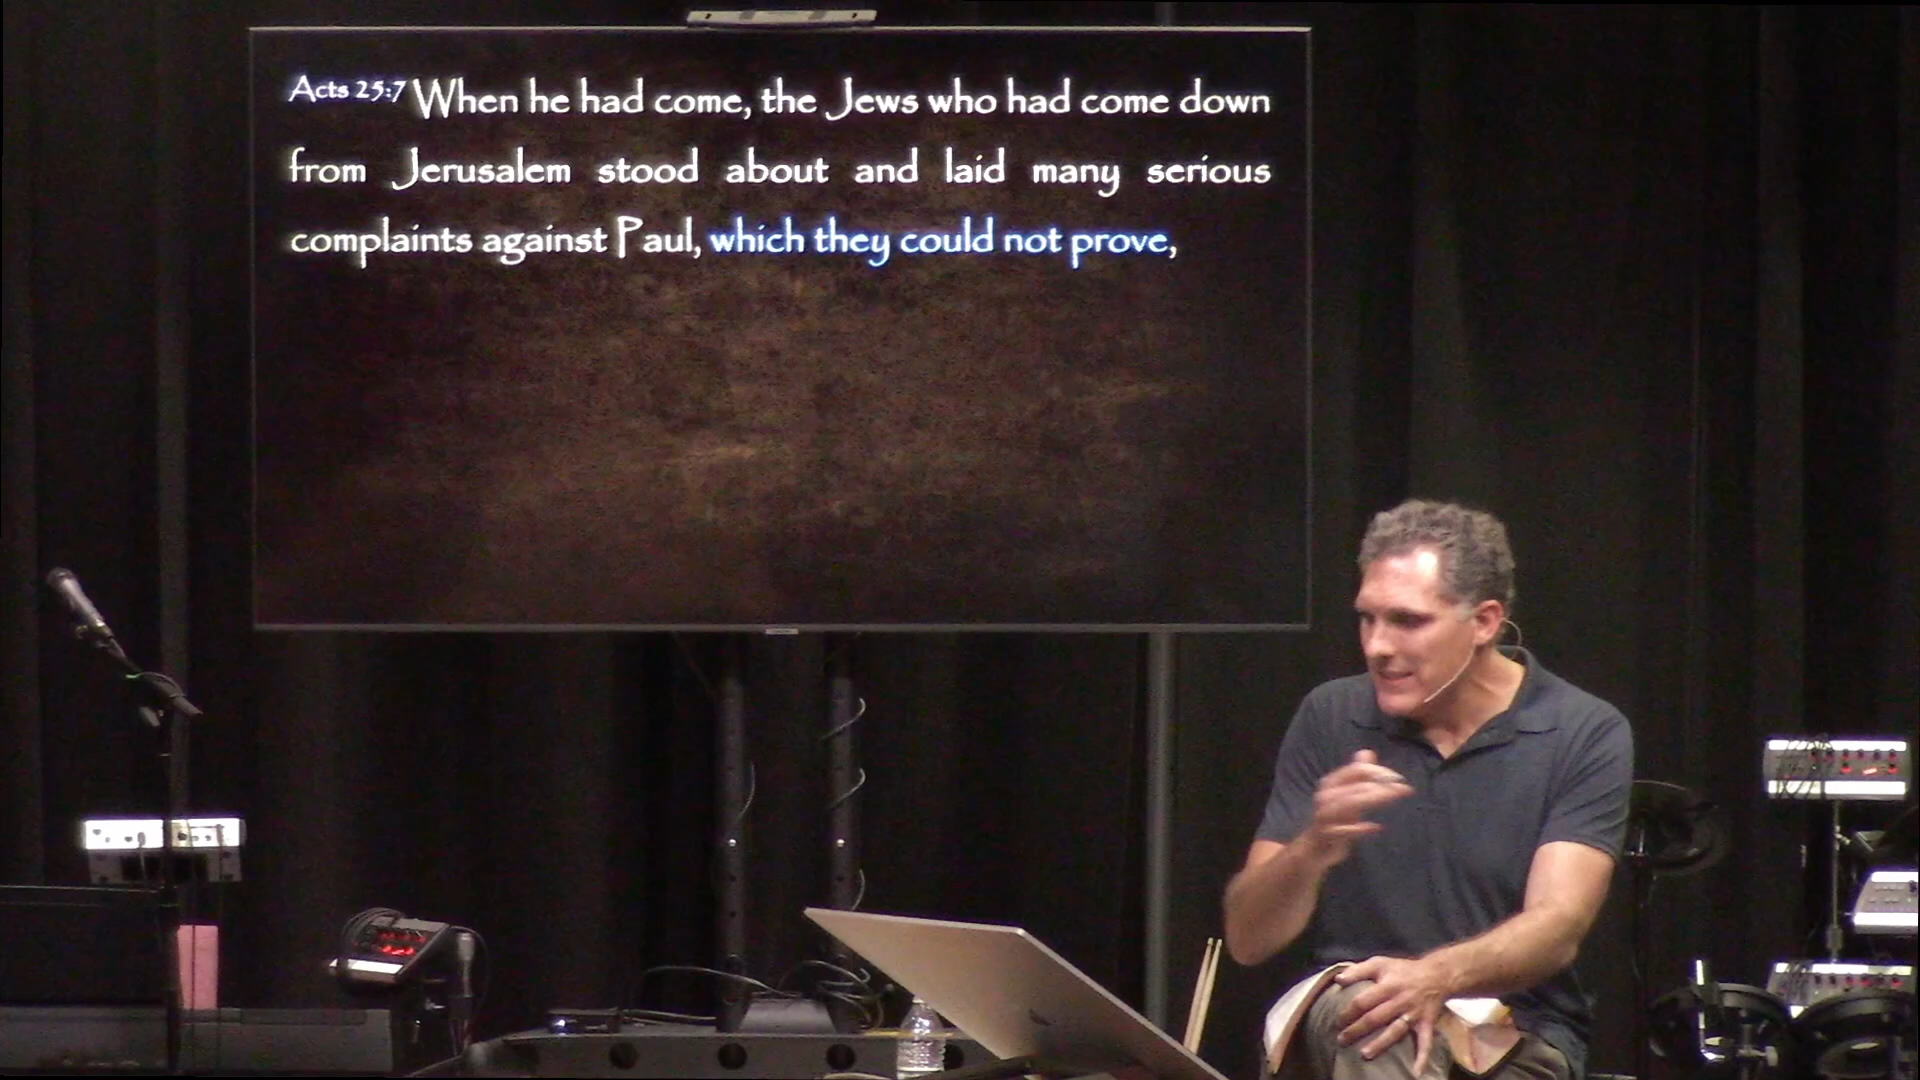 Acts 25:7 When he had come, the Jews who had come down
from Jerusalem stood about and laid many serious
complaints against Paul, which they could not prove,